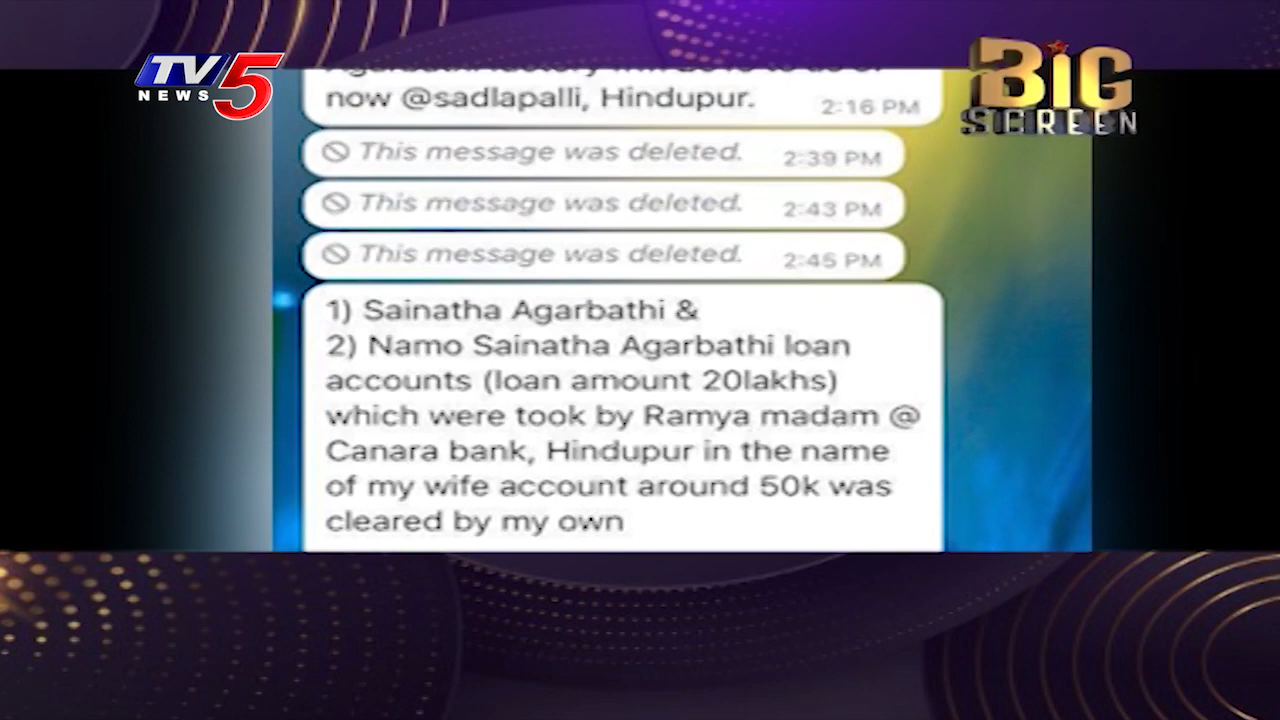 TV5
NEWS
BIG
SCREEN
now @sadlapalli, Hindupur.
2:16 PM
This message was deleted. 2:39 PM
This message was deleted. 2:43 PM
This message was deleted. 2:45 PM
1) Sainatha Agarbathi &
2) Namo Sainatha Agarbathi loan
accounts (loan amount 20lakhs)
which were took by Ramya madam @
Canara bank, Hindupur in the name
of my wife account around 50k was
cleared by my own